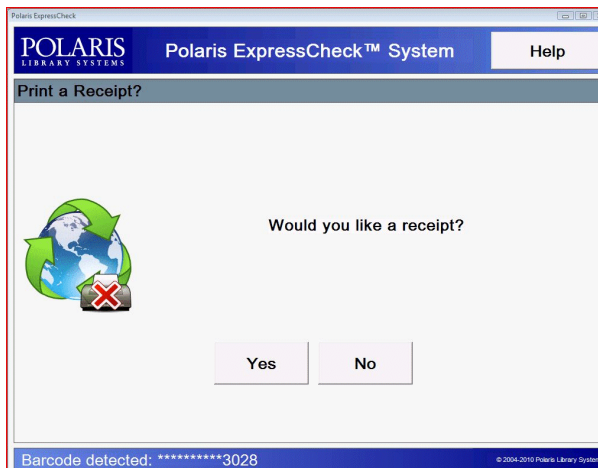 Polaris ExpressCheck
POLARIS
LIBRARY SYSTEMS
Polaris ExpressCheck™ System
Help
Print a Receipt?
Would you like a receipt?
Yes
No
Barcode detected: **********3028
© 2004-2010 Polaris Library System